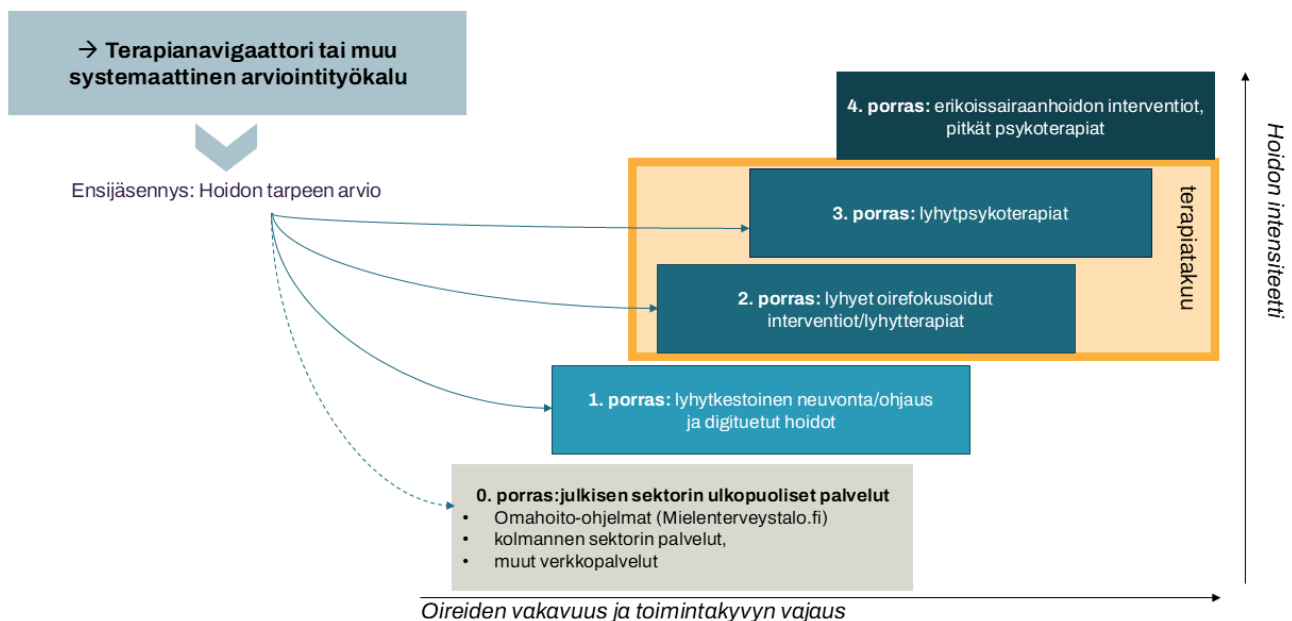 → Terapianavigaattori tai muu
systemaattinen arviointityökalu
Ensijäsennys: Hoidon tarpeen arvio
4. porras: erikoissairaanhoidon interventiot,
pitkät psykoterapiat
3. porras: lyhytpsykoterapiat
2. porras: lyhyet oirefokusoidut
interventiot/lyhytterapiat
terapiatakuu
1. porras: lyhytkestoinen neuvonta/ohjaus
ja digituetut hoidot
0. porras:julkisen sektorin ulkopuoliset palvelut
• Omahoito-ohjelmat (Mielenterveystalo.fi)
• kolmannen sektorin palvelut,
• muut verkkopalvelut
Hoidon intensiteetti
Oireiden vakavuus ja toimintakyvyn vajaus